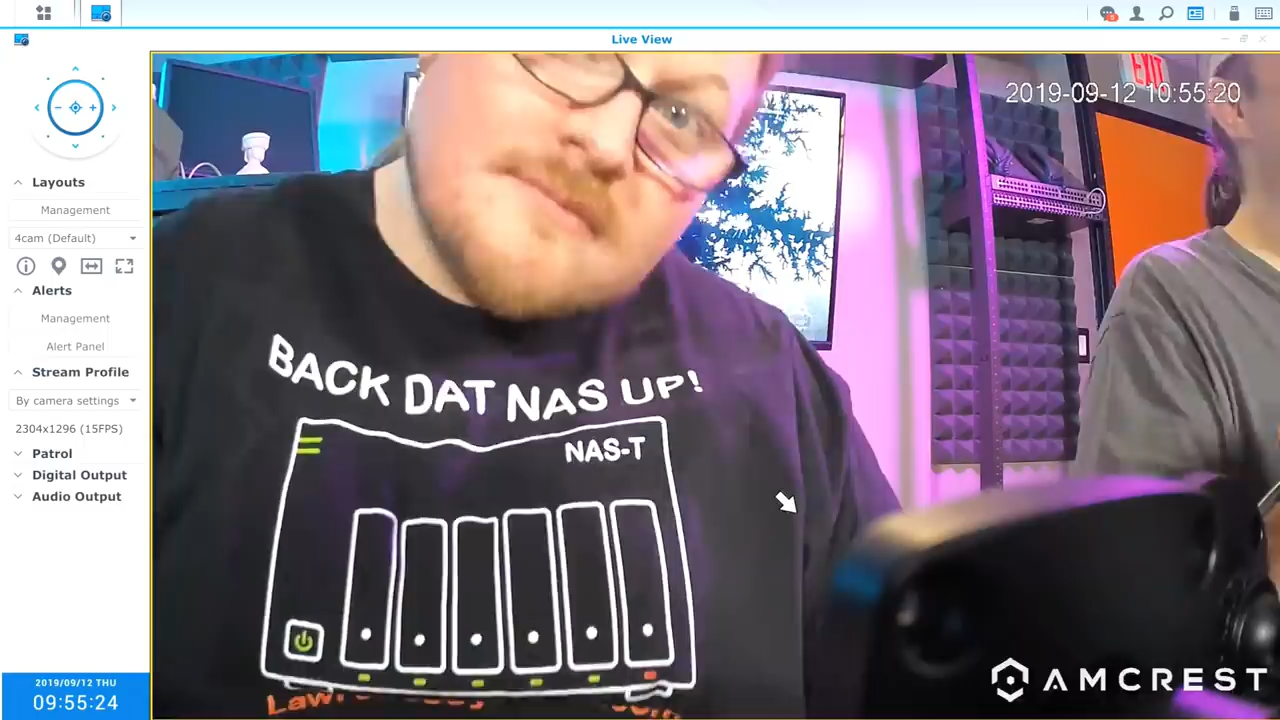 Live View
2019-09-12 10:55:20
EXIT
Layouts
Management
4cam (Default)
Alerts
Management
Alert Panel
Stream Profile
By camera settings
2304x1296 (15FPS)
Patrol
Digital Output
Audio Output
2019/09/12 THU
09:55:24
BACK DAT NAS UP!
NAS-T
AMCREST